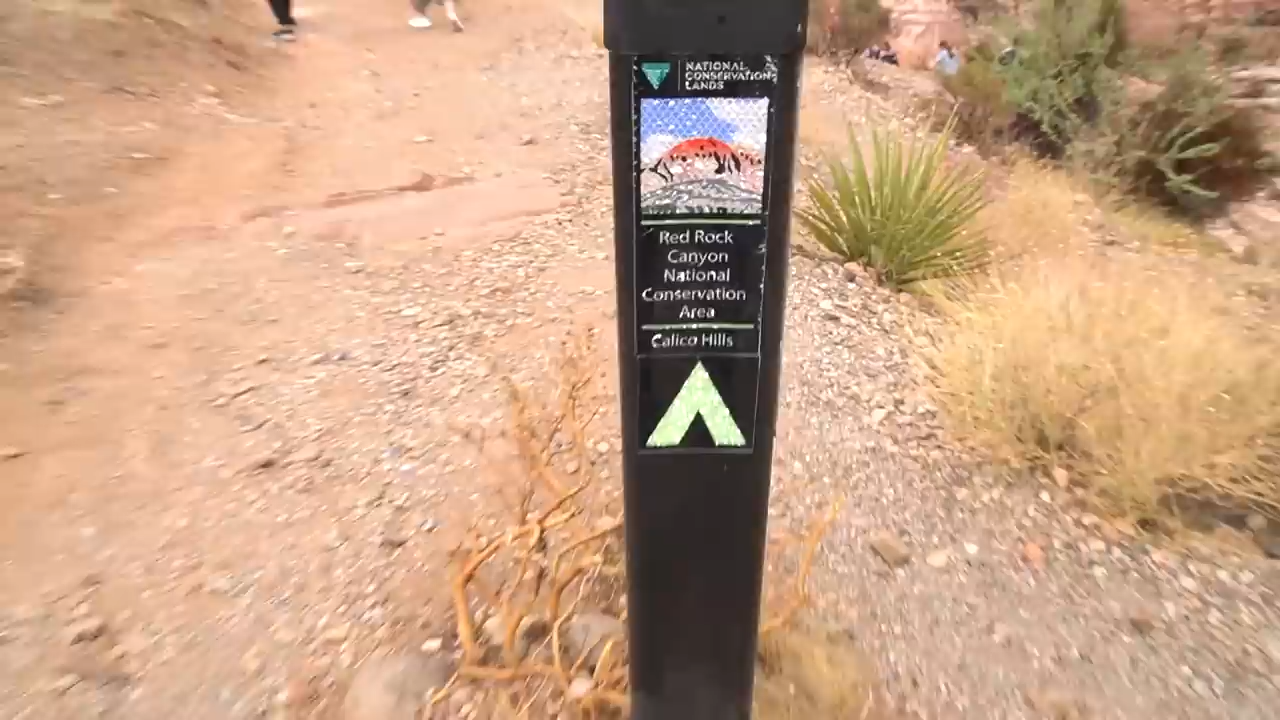 NATIONAL
CONSERVATION
LANDS
Red Rock
Canyon
National
Conservation
Area
Calico Hills